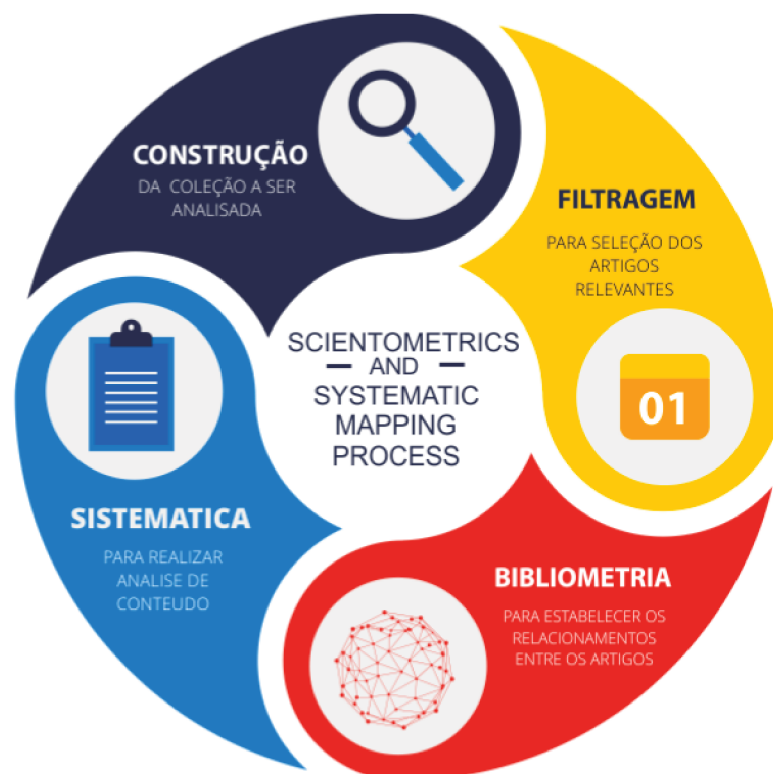 CONSTRUÇÃO
DA COLEÇÃO A SER
ANALISADA
FILTRAGEM
PARA SELEÇÃO DOS
ARTIGOS
RELEVANTES
01
SCIENTOMETRICS
AND
SYSTEMATIC
MAPPING
PROCESS
SISTEMATICA
PARA REALIZAR
ANALISE DE
CONTEUDO
BIBLIOMETRIA
PARA ESTABELECER OS
RELACIONAMENTOS
ENTRE OS ARTIGOS